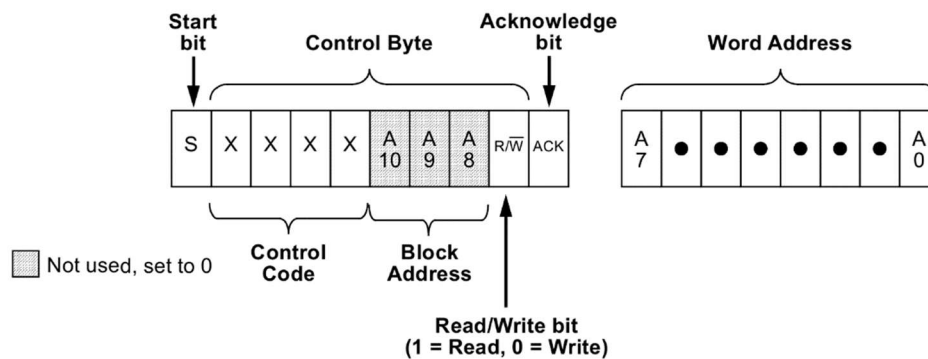 Start
bit
Control Byte
Acknowledge
bit
Word Address
S X X X X A
10 A
9 A
8 R/W̅ ACK
A
7 ● ● ● ● ● ● A
0
Control
Code
Block
Address
Not used, set to 0
Read/Write bit
(1 = Read, 0 = Write)